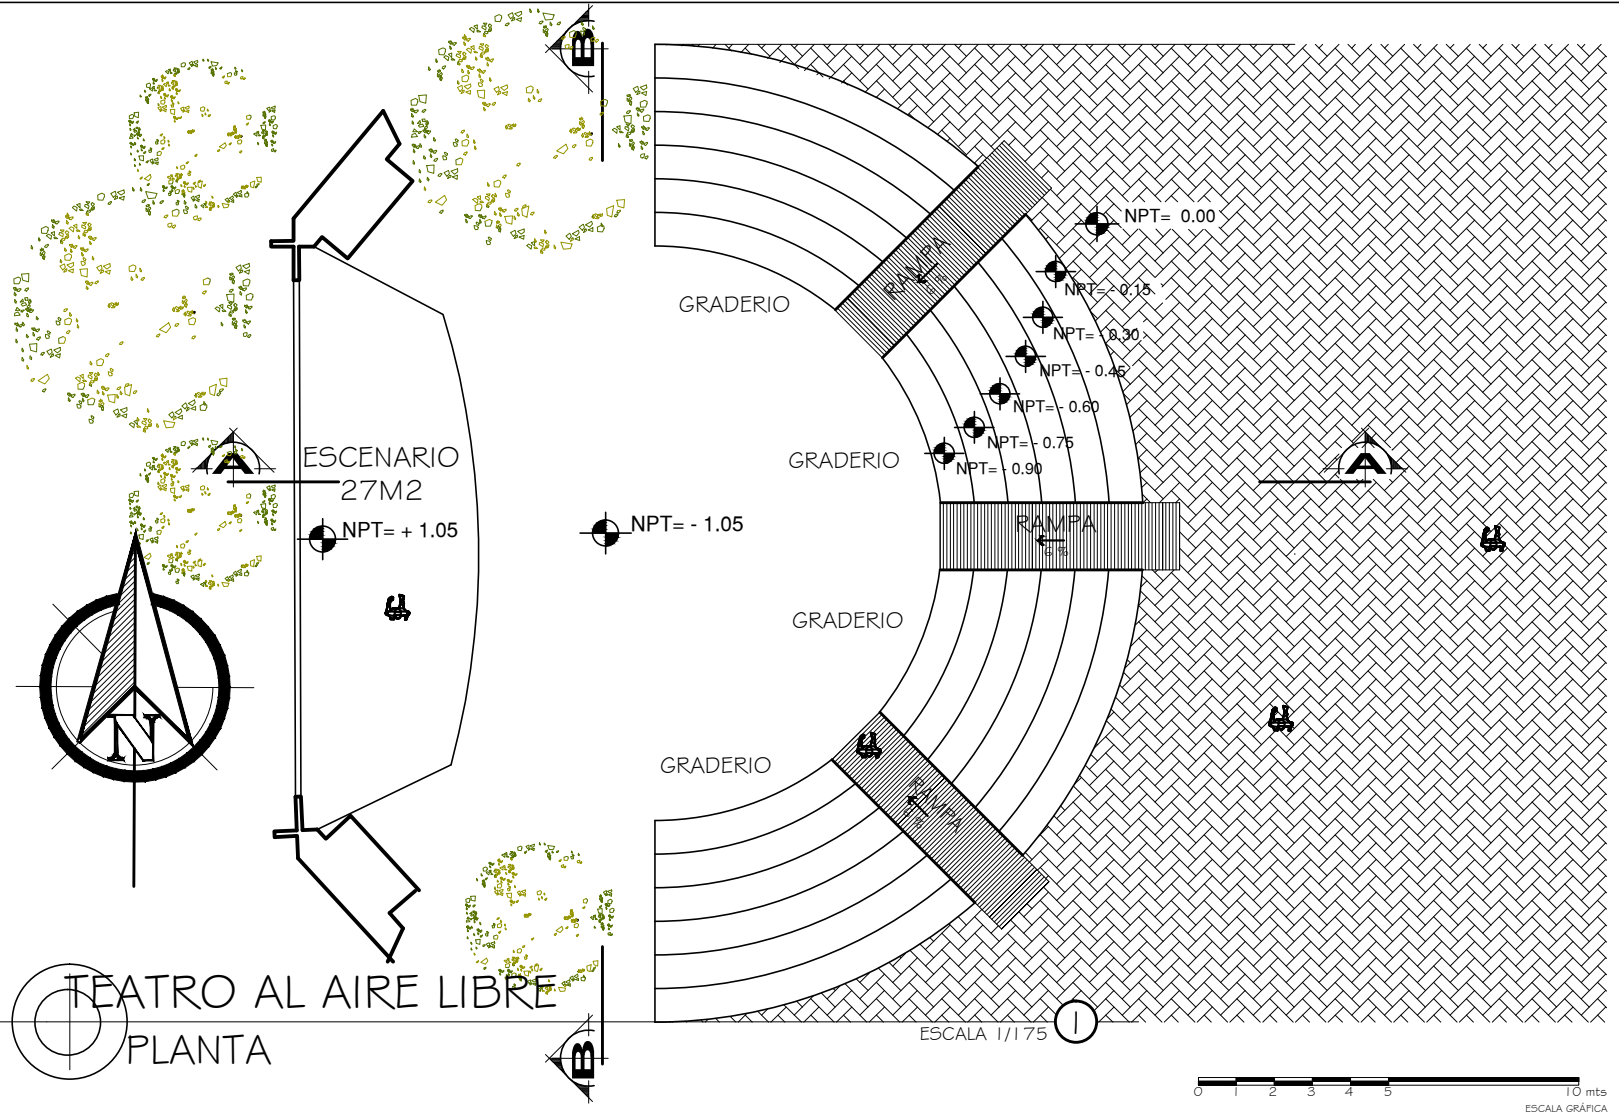 B
NPT= 0.00
RAMPA
NPT= - 0.15
GRADERIO
NPT= - 0.30
NPT= - 0.45
NPT= - 0.60
NPT= - 0.75
GRADERIO
NPT= - 0.90
A
ESCENARIO
27M2
A
NPT= + 1.05
NPT= - 1.05
RAMPA
6 %
GRADERIO
N
GRADERIO
RAMPA
TEATRO AL AIRE LIBRE
PLANTA
ESCALA 1/175
1
B
0 1 2 3 4 5 10 mts
ESCALA GRÁFICA